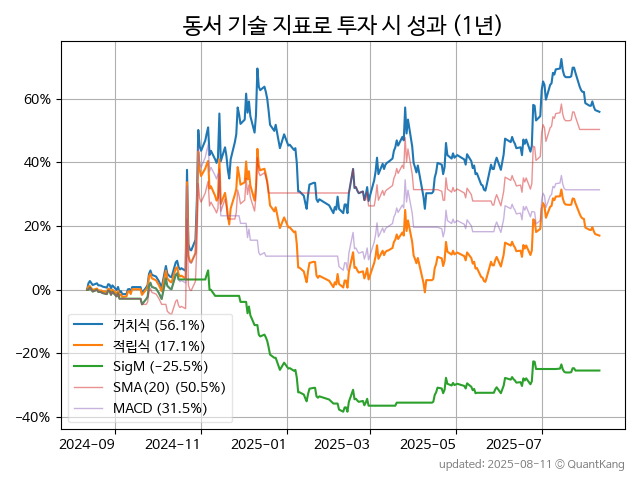 동서 기술 지표로 투자 시 성과 (1년)
60%
40%
20%
0%
−20%
−40%
거치식 (56.1%)
적립식 (17.1%)
SigM (−25.5%)
SMA(20) (50.5%)
MACD (31.5%)
2024-09 2024-11 2025-01 2025-03 2025-05 2025-07
updated: 2025-08-11 © QuantKang